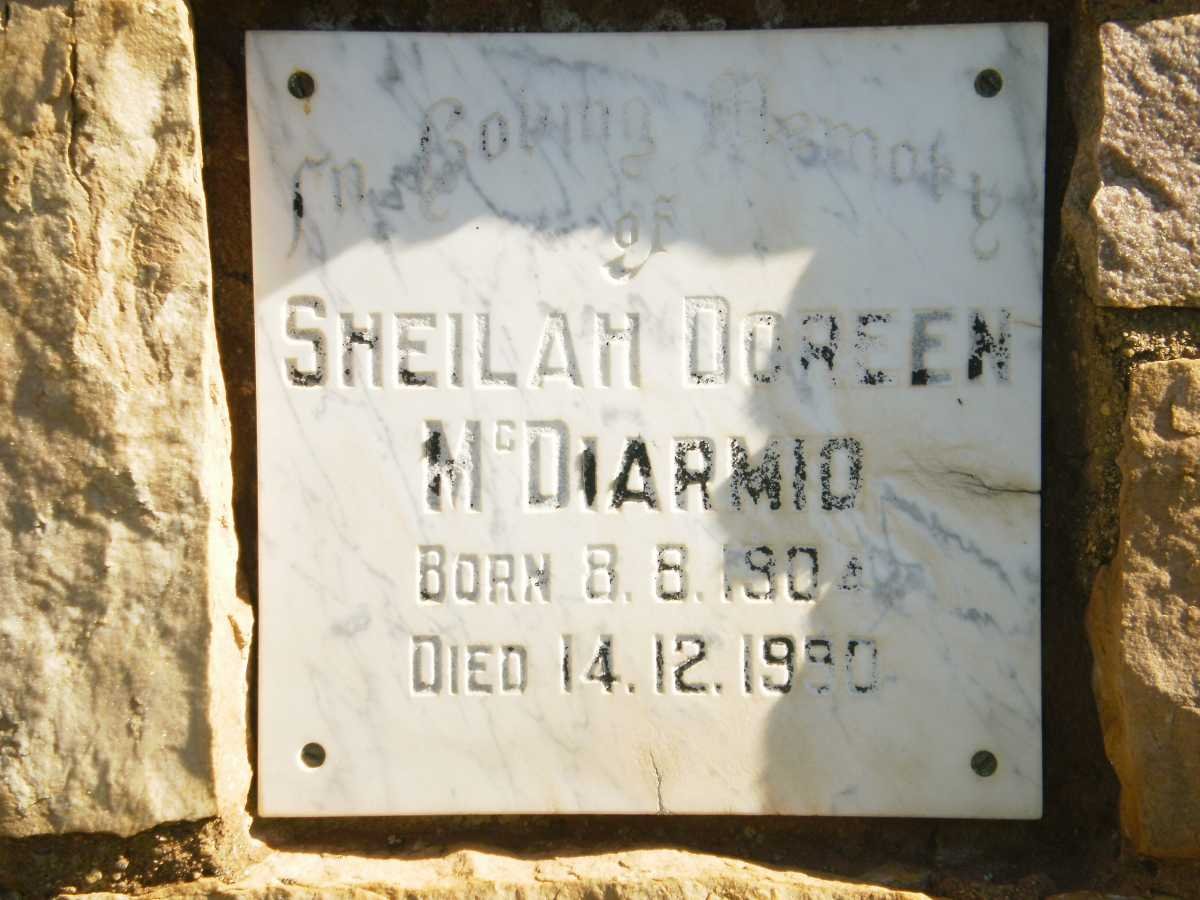 In Loving Memory
of
SHEILAH DOREEN
McDIARMID
BORN 8. 8. 1904
DIED 14. 12. 1990